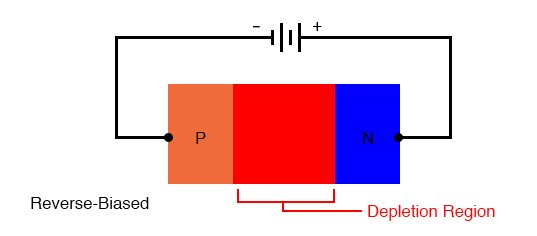 – +
P
N
Reverse-Biased
Depletion Region